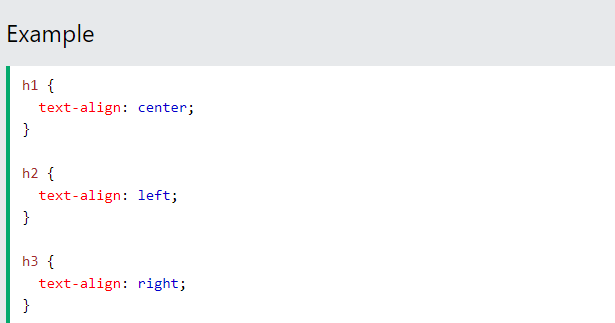 Example
h1 {
  text-align: center;
}

h2 {
  text-align: left;
}

h3 {
  text-align: right;
}